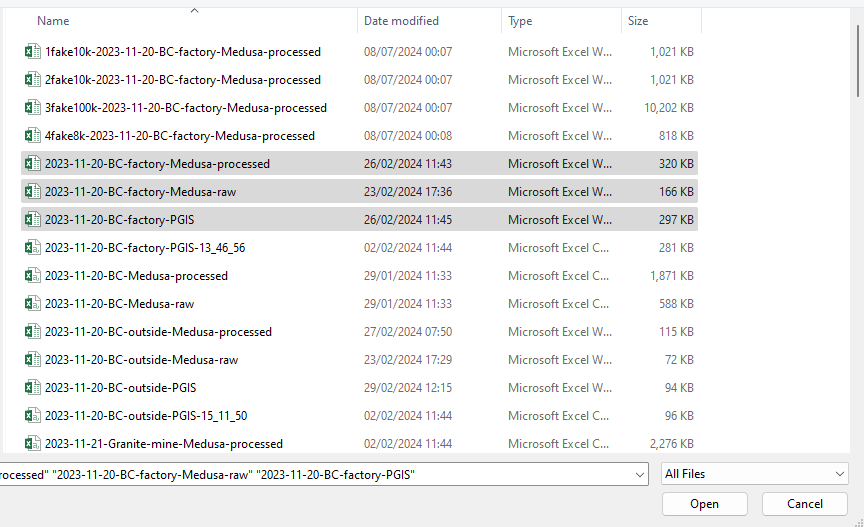 Name Date modified Type Size
1fake10k-2023-11-20-BC-factory-Medusa-processed 08/07/2024 00:07 Microsoft Excel W... 1,021 KB
2fake10k-2023-11-20-BC-factory-Medusa-processed 08/07/2024 00:07 Microsoft Excel W... 1,021 KB
3fake100k-2023-11-20-BC-factory-Medusa-processed 08/07/2024 00:07 Microsoft Excel W... 10,202 KB
4fake8k-2023-11-20-BC-factory-Medusa-processed 08/07/2024 00:08 Microsoft Excel W... 818 KB
2023-11-20-BC-factory-Medusa-processed 26/02/2024 11:43 Microsoft Excel W... 320 KB
2023-11-20-BC-factory-Medusa-raw 23/02/2024 17:36 Microsoft Excel W... 166 KB
2023-11-20-BC-factory-PGIS 26/02/2024 11:45 Microsoft Excel W... 297 KB
2023-11-20-BC-factory-PGIS-13_46_56 02/02/2024 11:44 Microsoft Excel C... 281 KB
2023-11-20-BC-Medusa-processed 29/01/2024 11:33 Microsoft Excel C... 1,871 KB
2023-11-20-BC-Medusa-raw 29/01/2024 11:33 Microsoft Excel C... 588 KB
2023-11-20-BC-outside-Medusa-processed 27/02/2024 07:50 Microsoft Excel W... 115 KB
2023-11-20-BC-outside-Medusa-raw 23/02/2024 17:29 Microsoft Excel W... 72 KB
2023-11-20-BC-outside-PGIS 29/02/2024 12:15 Microsoft Excel W... 94 KB
2023-11-20-BC-outside-PGIS-15_11_50 02/02/2024 11:44 Microsoft Excel C... 96 KB
2023-11-21-Granite-mine-Medusa-processed 02/02/2024 11:44 Microsoft Excel C... 2,276 KB
rocessed" "2023-11-20-BC-factory-Medusa-raw" "2023-11-20-BC-factory-PGIS" All Files
Open Cancel